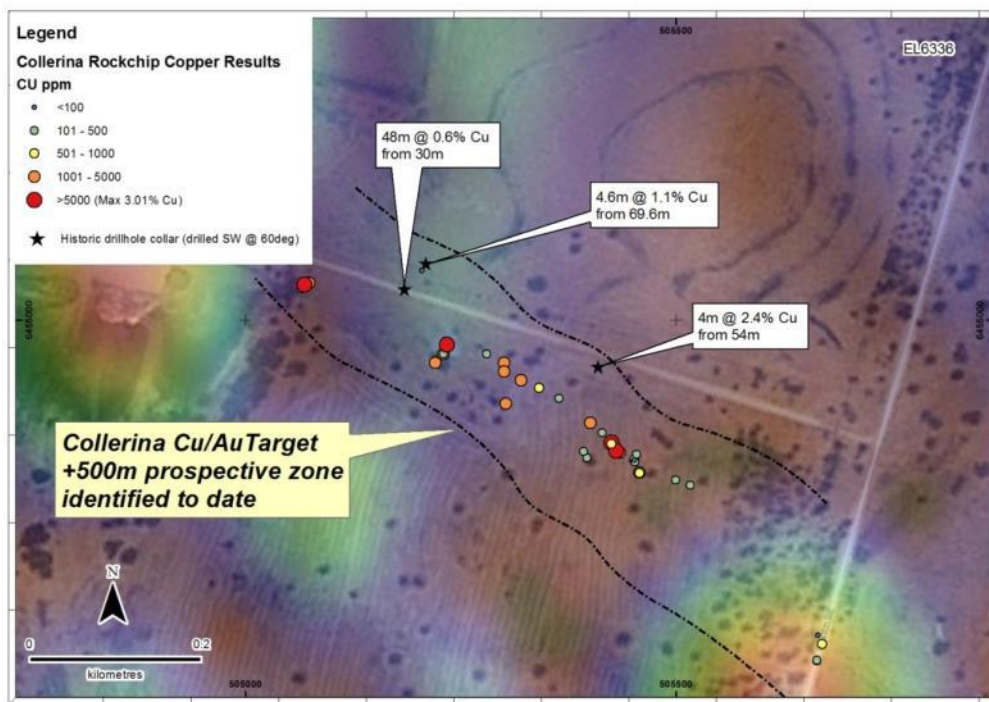 Legend
Collerina Rockchip Copper Results
CU ppm
<100
101 - 500
501 - 1000
1001 - 5000
>5000 (Max 3.01% Cu)
Historic drillhole collar (drilled SW @ 60deg)
505500
EL6336
48m @ 0.6% Cu
from 30m
4.6m @ 1.1% Cu
from 69.6m
4m @ 2.4% Cu
from 54m
Collerina Cu/AuTarget
+500m prospective zone
identified to date
N
0 0.2
kilometres
505000
505500